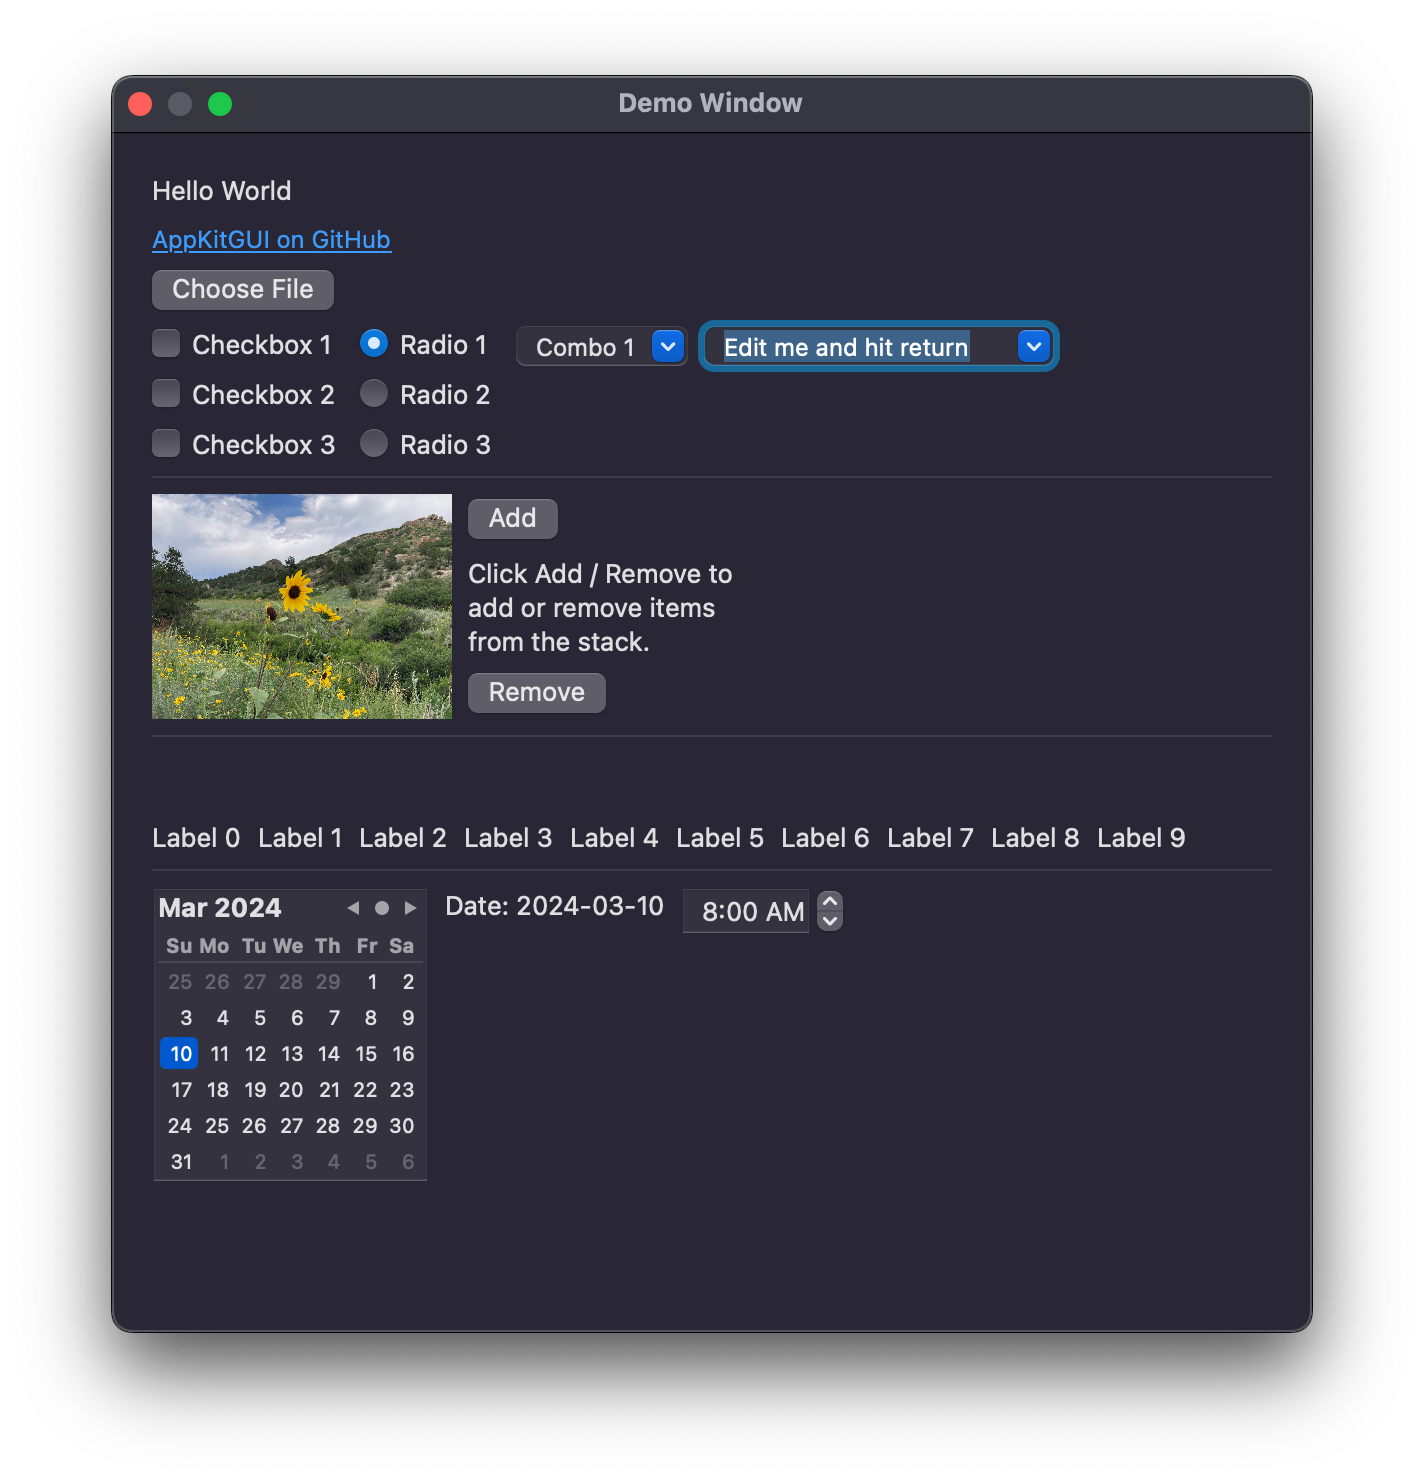 Demo Window
Hello World
AppKitGUI on GitHub
Choose File
Checkbox 1 Radio 1 Combo 1 Edit me and hit return
Checkbox 2 Radio 2
Checkbox 3 Radio 3
Add
Click Add / Remove to
add or remove items
from the stack.
Remove
Label 0 Label 1 Label 2 Label 3 Label 4 Label 5 Label 6 Label 7 Label 8 Label 9
Mar 2024 Date: 2024-03-10 8:00 AM
Su Mo Tu We Th Fr Sa
25 26 27 28 29 1 2
3 4 5 6 7 8 9
10 11 12 13 14 15 16
17 18 19 20 21 22 23
24 25 26 27 28 29 30
31 1 2 3 4 5 6